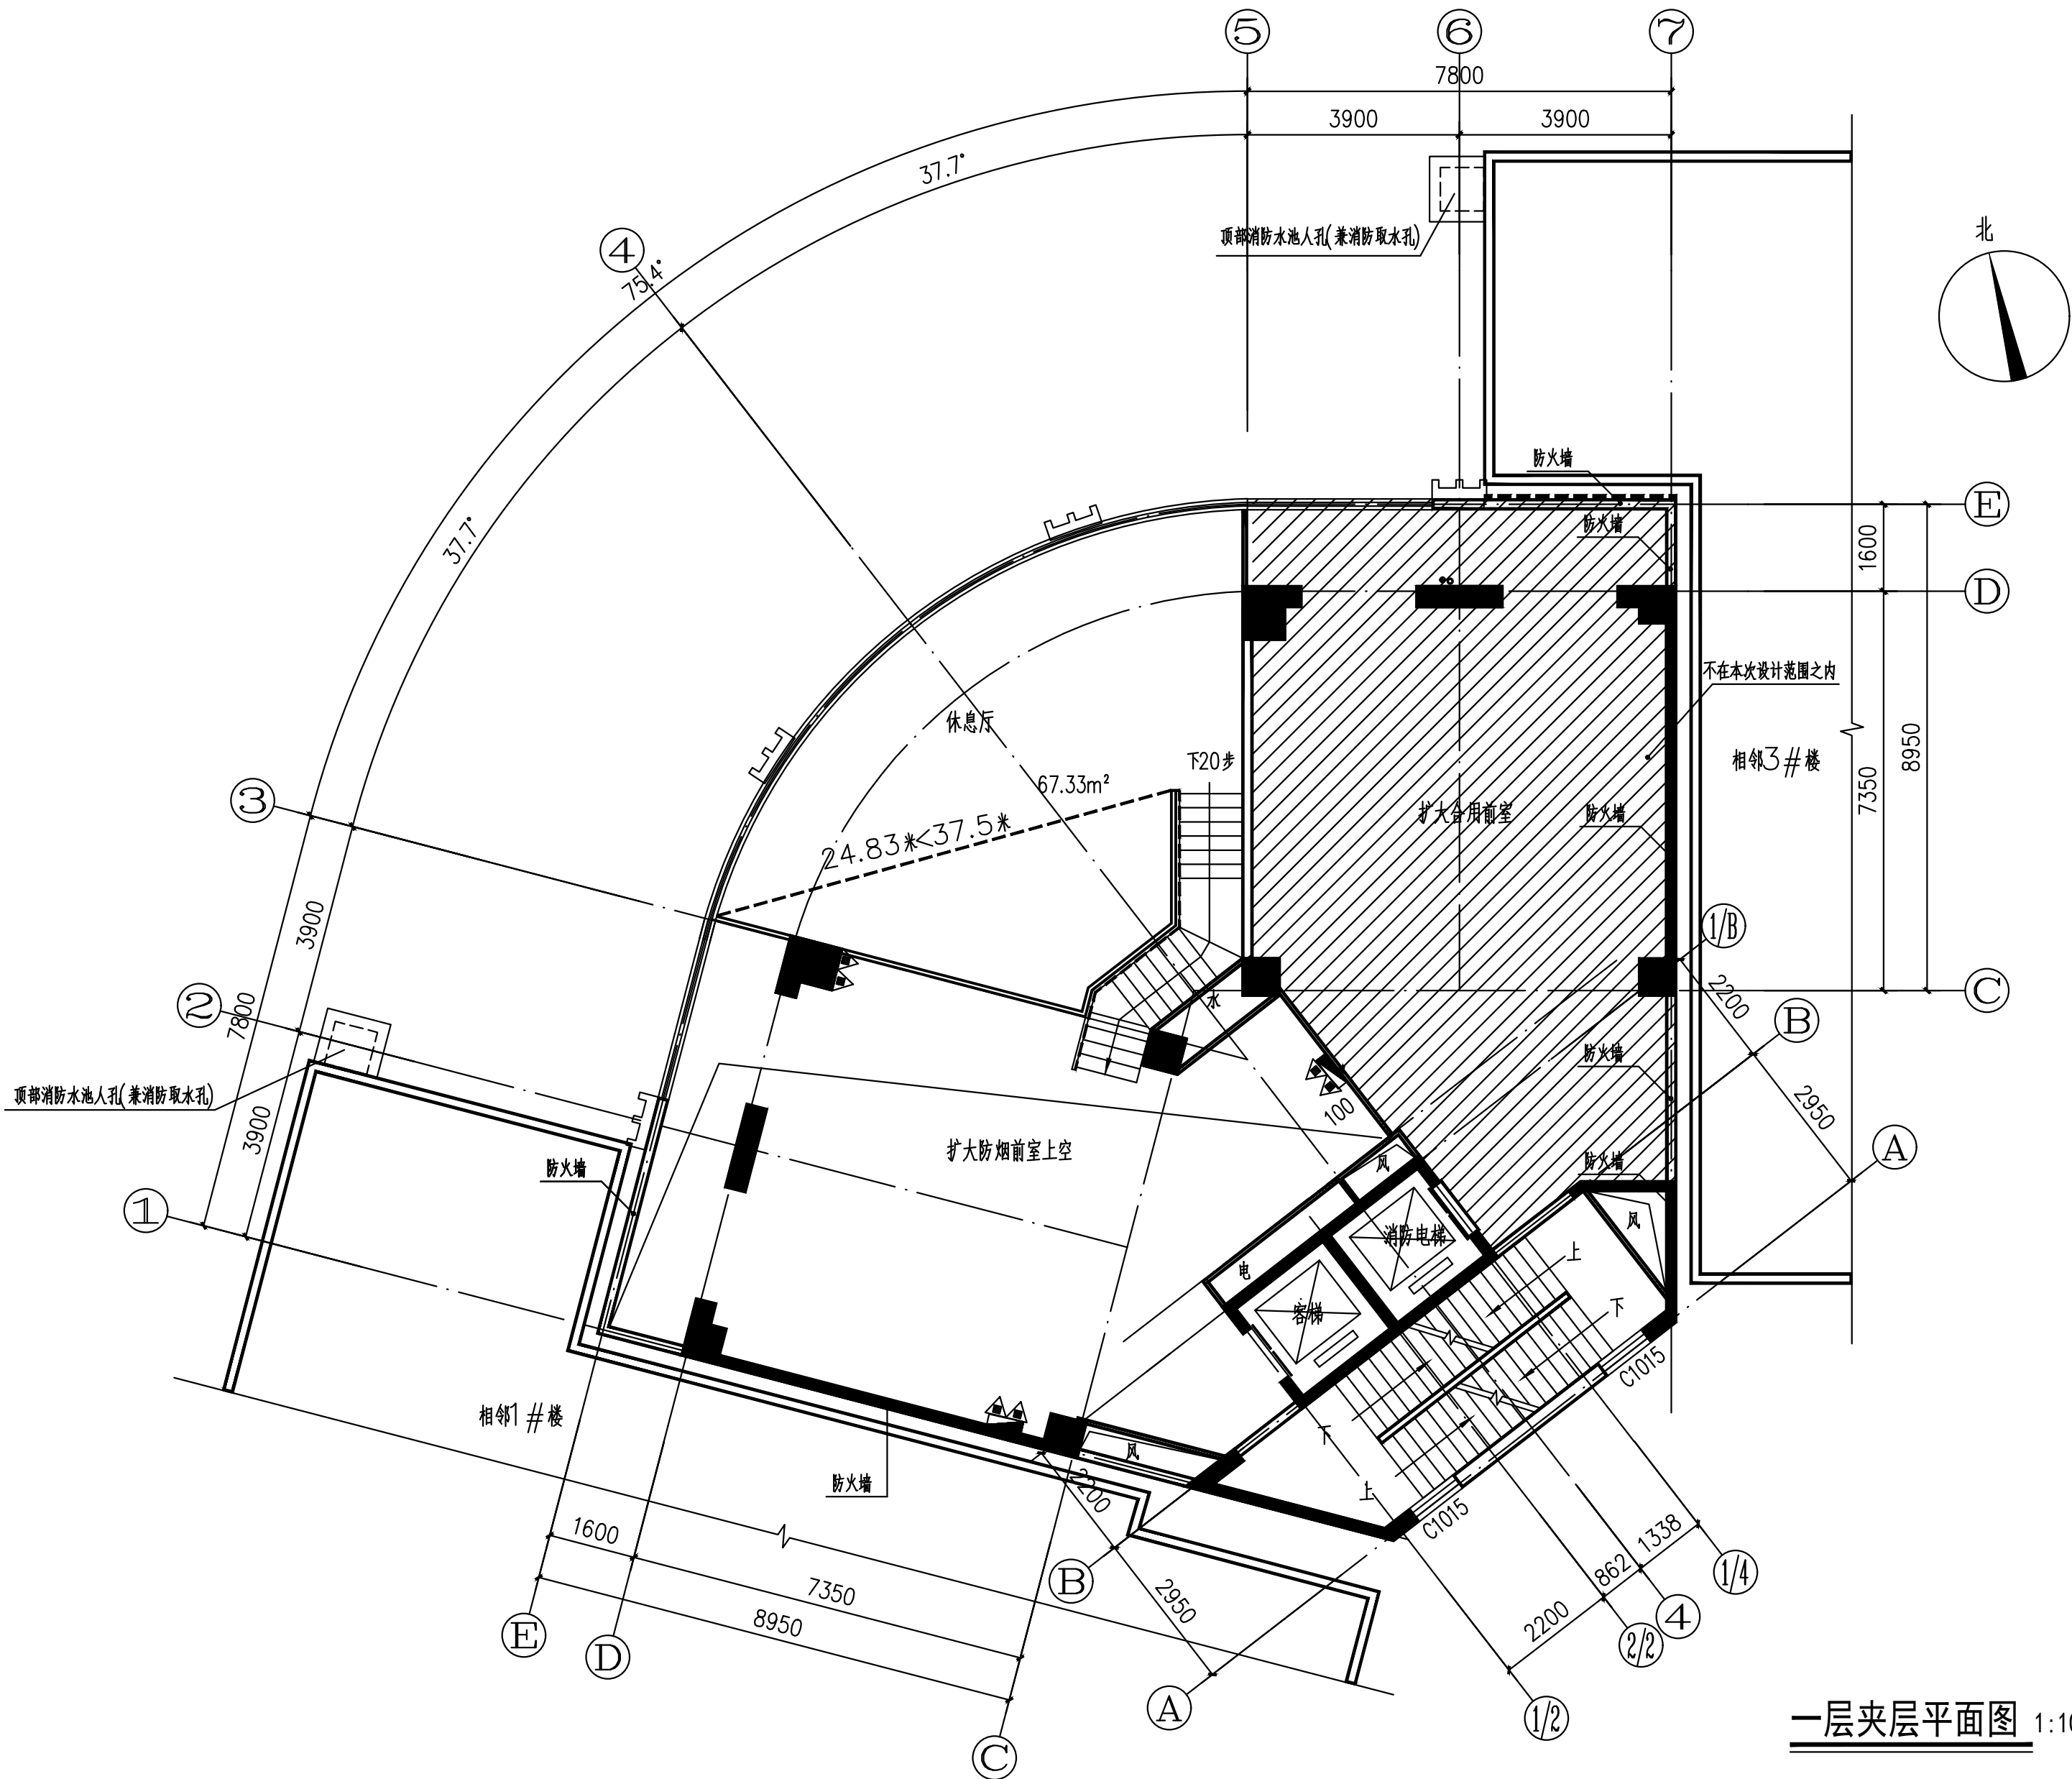 ⑤ ⑥ ⑦
7800
3900 3900
37.7°
④
75.4°
北
顶部消防水池人孔(兼消防取水孔)
防火墙
E
防火墙
1600
D
37.7°
不在本次设计范围之内
休息厅
8950
下20步
相邻3#楼
67.33m²
7350
③
扩大合用前室
防火墙
24.83米<37.5米
3900
1/B
2200
C
②
水
B
7800
防火墙
顶部消防水池人孔(兼消防取水孔)
100
2950
3900
扩大防烟前室上空
A
防火墙
风
防火墙
①
风
消防电梯
上
电
客梯
下
C1015
相邻1#楼
下
风
防火墙
上
2200
C1015
1600
1338
862
B
1/4
7350
2950
2200
4
8950
E
2/2
D
A
1/2
C
一层夹层平面图 1:10